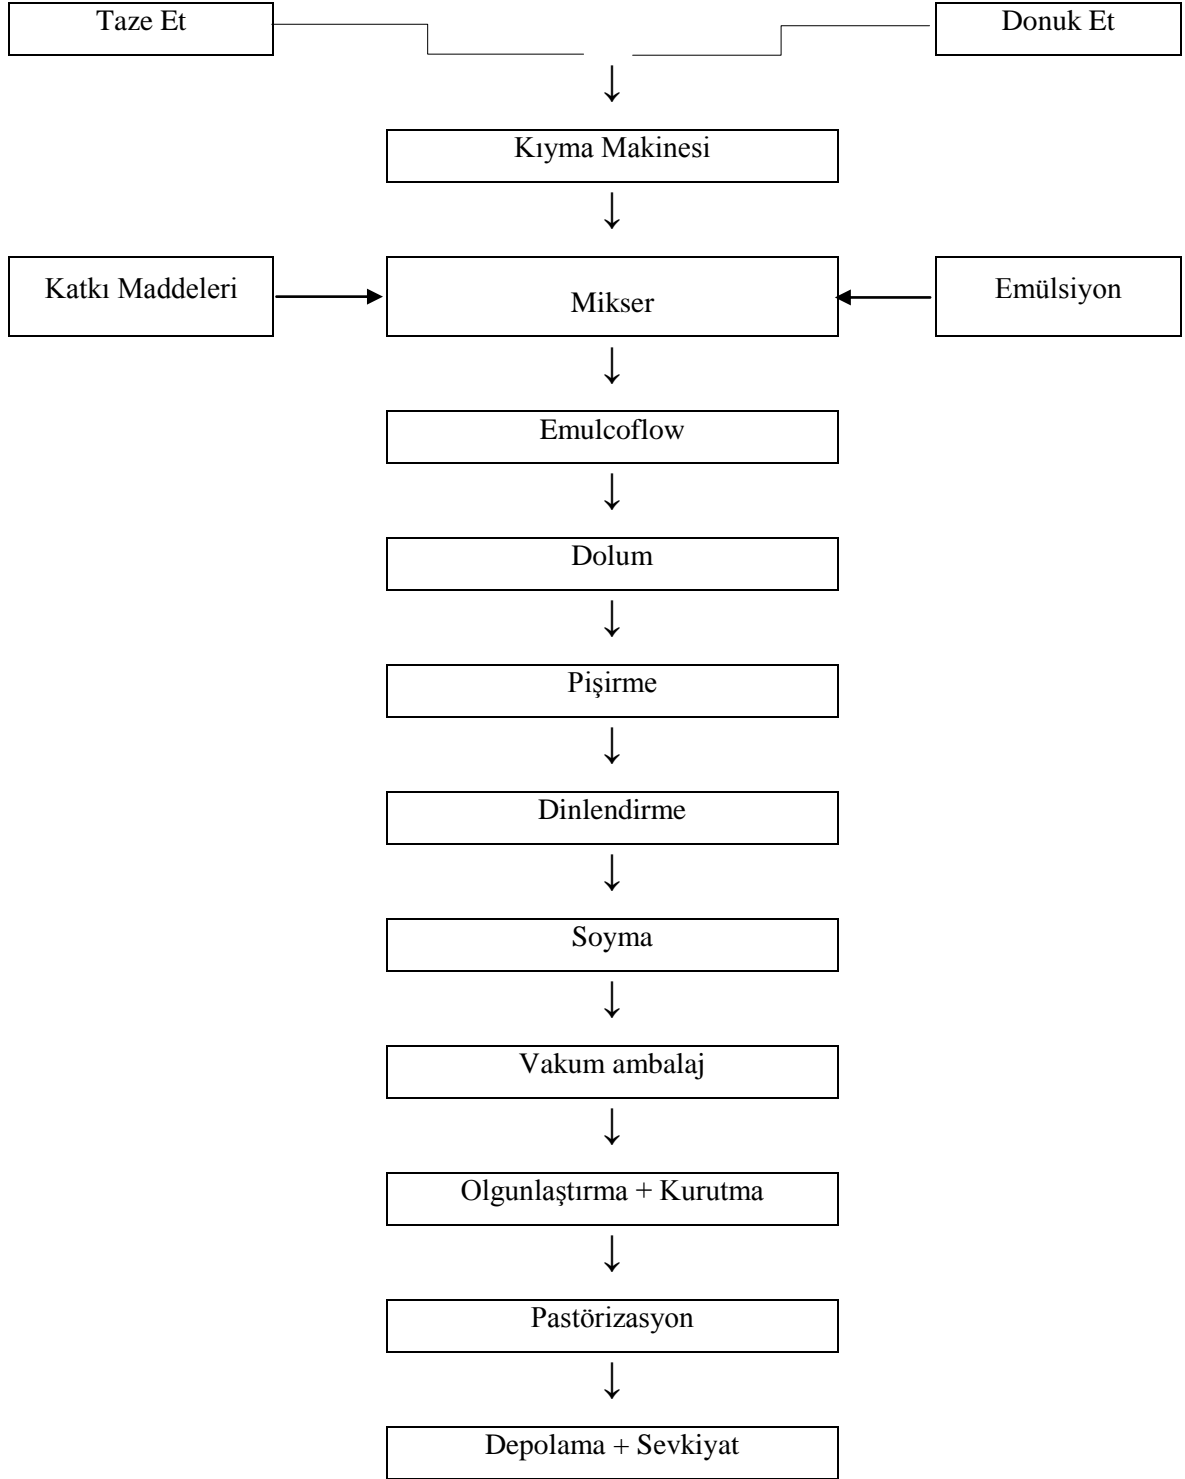 Taze Et
Donuk Et
Kıyma Makinesi
Katkı Maddeleri
Mikser
Emülsiyon
Emulcoflow
Dolum
Pişirme
Dinlendirme
Soyma
Vakum ambalaj
Olgunlaştırma + Kurutma
Pastörizasyon
Depolama + Sevkiyat